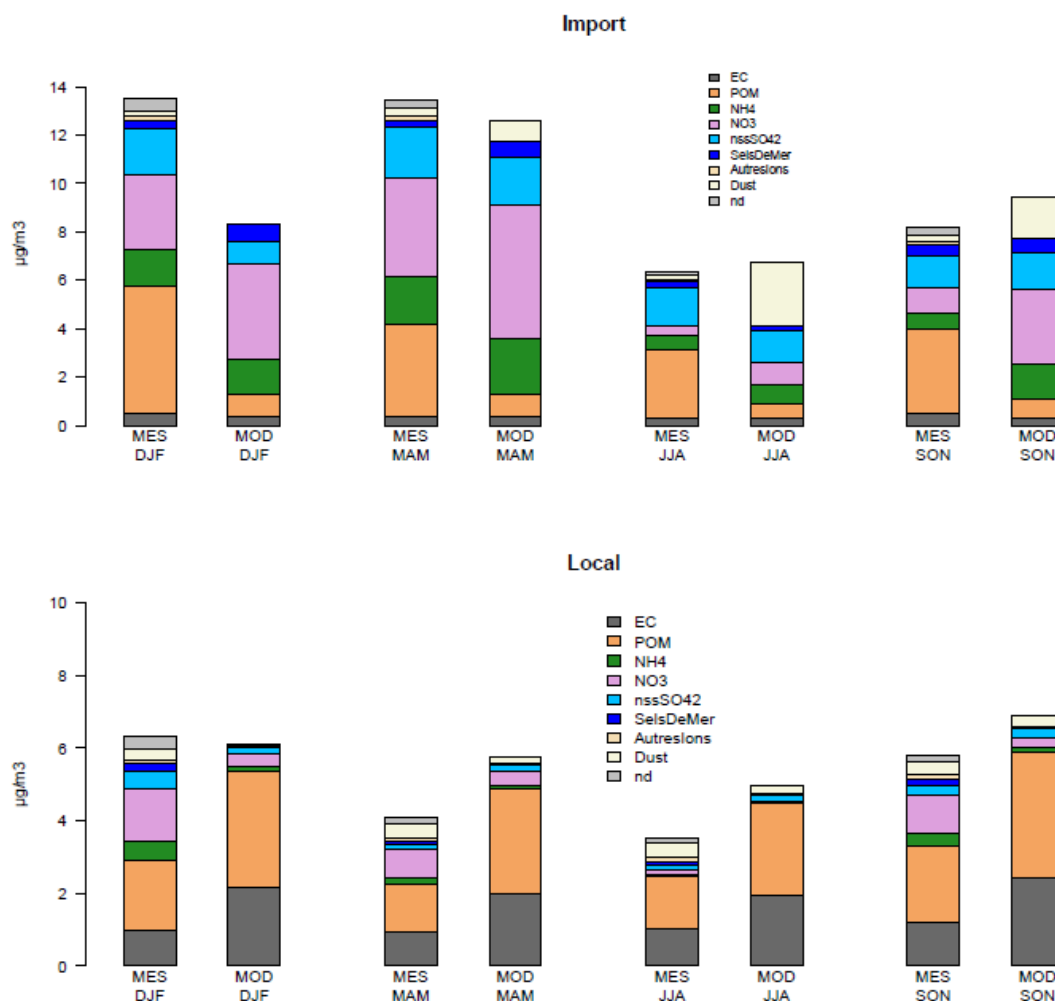 Import
µg/m3
14
12
10
8
6
4
2
0
EC
POM
NH4
NO3
nssSO42
SelsDeMer
AutresIons
Dust
nd
MES MOD MES MOD MES MOD MES MOD
DJF DJF MAM MAM JJA JJA SON SON
Local
µg/m3
10
8
6
4
2
0
EC
POM
NH4
NO3
nssSO42
SelsDeMer
AutresIons
Dust
nd
MES MOD MES MOD MES MOD MES MOD
DJF DJF MAM MAM JJA JJA SON SON